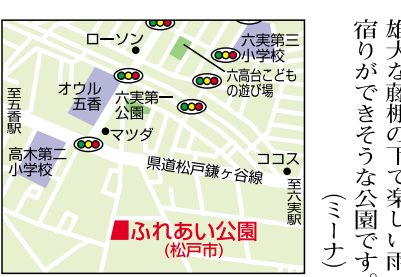 雄大な藤棚の下で楽しい雨
宿りができそうな公園です。
(ミーナ)
ローソン
六実第三
小学校
六高台こども
の遊び場
オウル
五香
六実第一
公園
至五香駅
マツダ
高木第二
小学校
県道松戸鎌ヶ谷線
ココス
至六実駅
ふれあい公園
(松戸市)